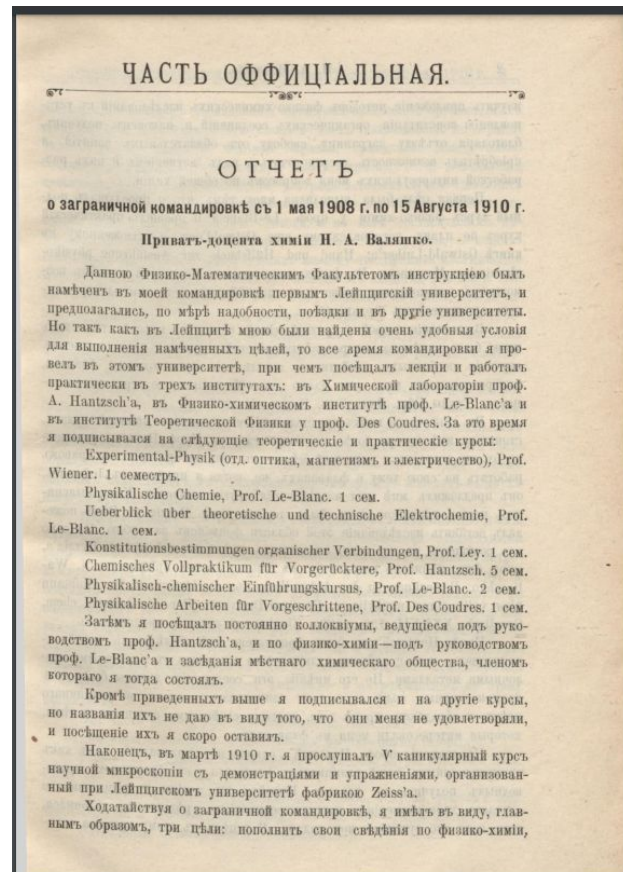 ЧАСТЬ ОФФИЦІАЛЬНАЯ.
ОТЧЕТЪ
о заграничной командировкѣ съ 1 мая 1908 г. по 15 Августа 1910 г.
Приватъ-доцента химіи Н. А. Валяшко.
Данною Физико-Математическимъ Факультетомъ инструкціею былъ
намѣченъ въ моей командировкѣ первымъ Лейпцигскій университетъ, и
предполагались, по мѣрѣ надобности, поѣздки и въ другіе университеты.
Но такъ какъ въ Лейпцигѣ мною были найдены очень удобныя условія
для выполненія намѣченныхъ цѣлей, то все время командировки я про-
велъ въ этомъ университетѣ, при чемъ посѣщалъ лекціи и работалъ
практически въ трехъ институтахъ: въ Химической лабораторіи проф.
A. Hantzsch'a, въ Физико-химическомъ институтѣ проф. Le-Blanc'a и
въ институтѣ Теоретической Физики у проф. Des Coudres. За это время
я подписывался на слѣдующіе теоретическіе и практическіе курсы:
Experimental-Physik (отд. оптика, магнетизмъ и электричество), Prof.
Wiener. 1 семестръ.
Physikalische Chemie, Prof. Le-Blanc. 1 сем.
Ueberblick über theoretische und technische Elektrochemie, Prof.
Le-Blanc. 1 сем.
Konstitutionsbestimmungen organischer Verbindungen, Prof. Ley. 1 сем.
Chemisches Vollpraktikum für Vorgerücktere, Prof. Hantzsch. 5 сем.
Physikalisch-chemischer Einführungskursus, Prof. Le-Blanc. 2 сем.
Physikalische Arbeiten für Vorgeschrittene, Prof. Des Coudres. 1 сем.
Затѣмъ я посѣщалъ постоянно коллоквіумы, ведущіеся подъ руко-
водствомъ проф. Hantzsch'a, и по физико-химіи—подъ руководствомъ
проф. Le-Blanc'a и засѣданія мѣстнаго химическаго общества, членомъ
котораго я тогда состоялъ.
Кромѣ приведенныхъ выше я подписывался и на другіе курсы,
но названія ихъ не даю въ виду того, что они меня не удовлетворяли,
и посѣщеніе ихъ я скоро оставилъ.
Наконецъ, въ мартѣ 1910 г. я прослушалъ V каникулярный курсъ
научной микроскопіи съ демонстраціями и упражненіями, организован-
ный при Лейпцигскомъ университетѣ фабрикою Zeiss'a.
Ходатайствуя о заграничной командировкѣ, я имѣлъ въ виду, глав-
нымъ образомъ, три цѣли: пополнить свои свѣдѣнія по физико-химіи,